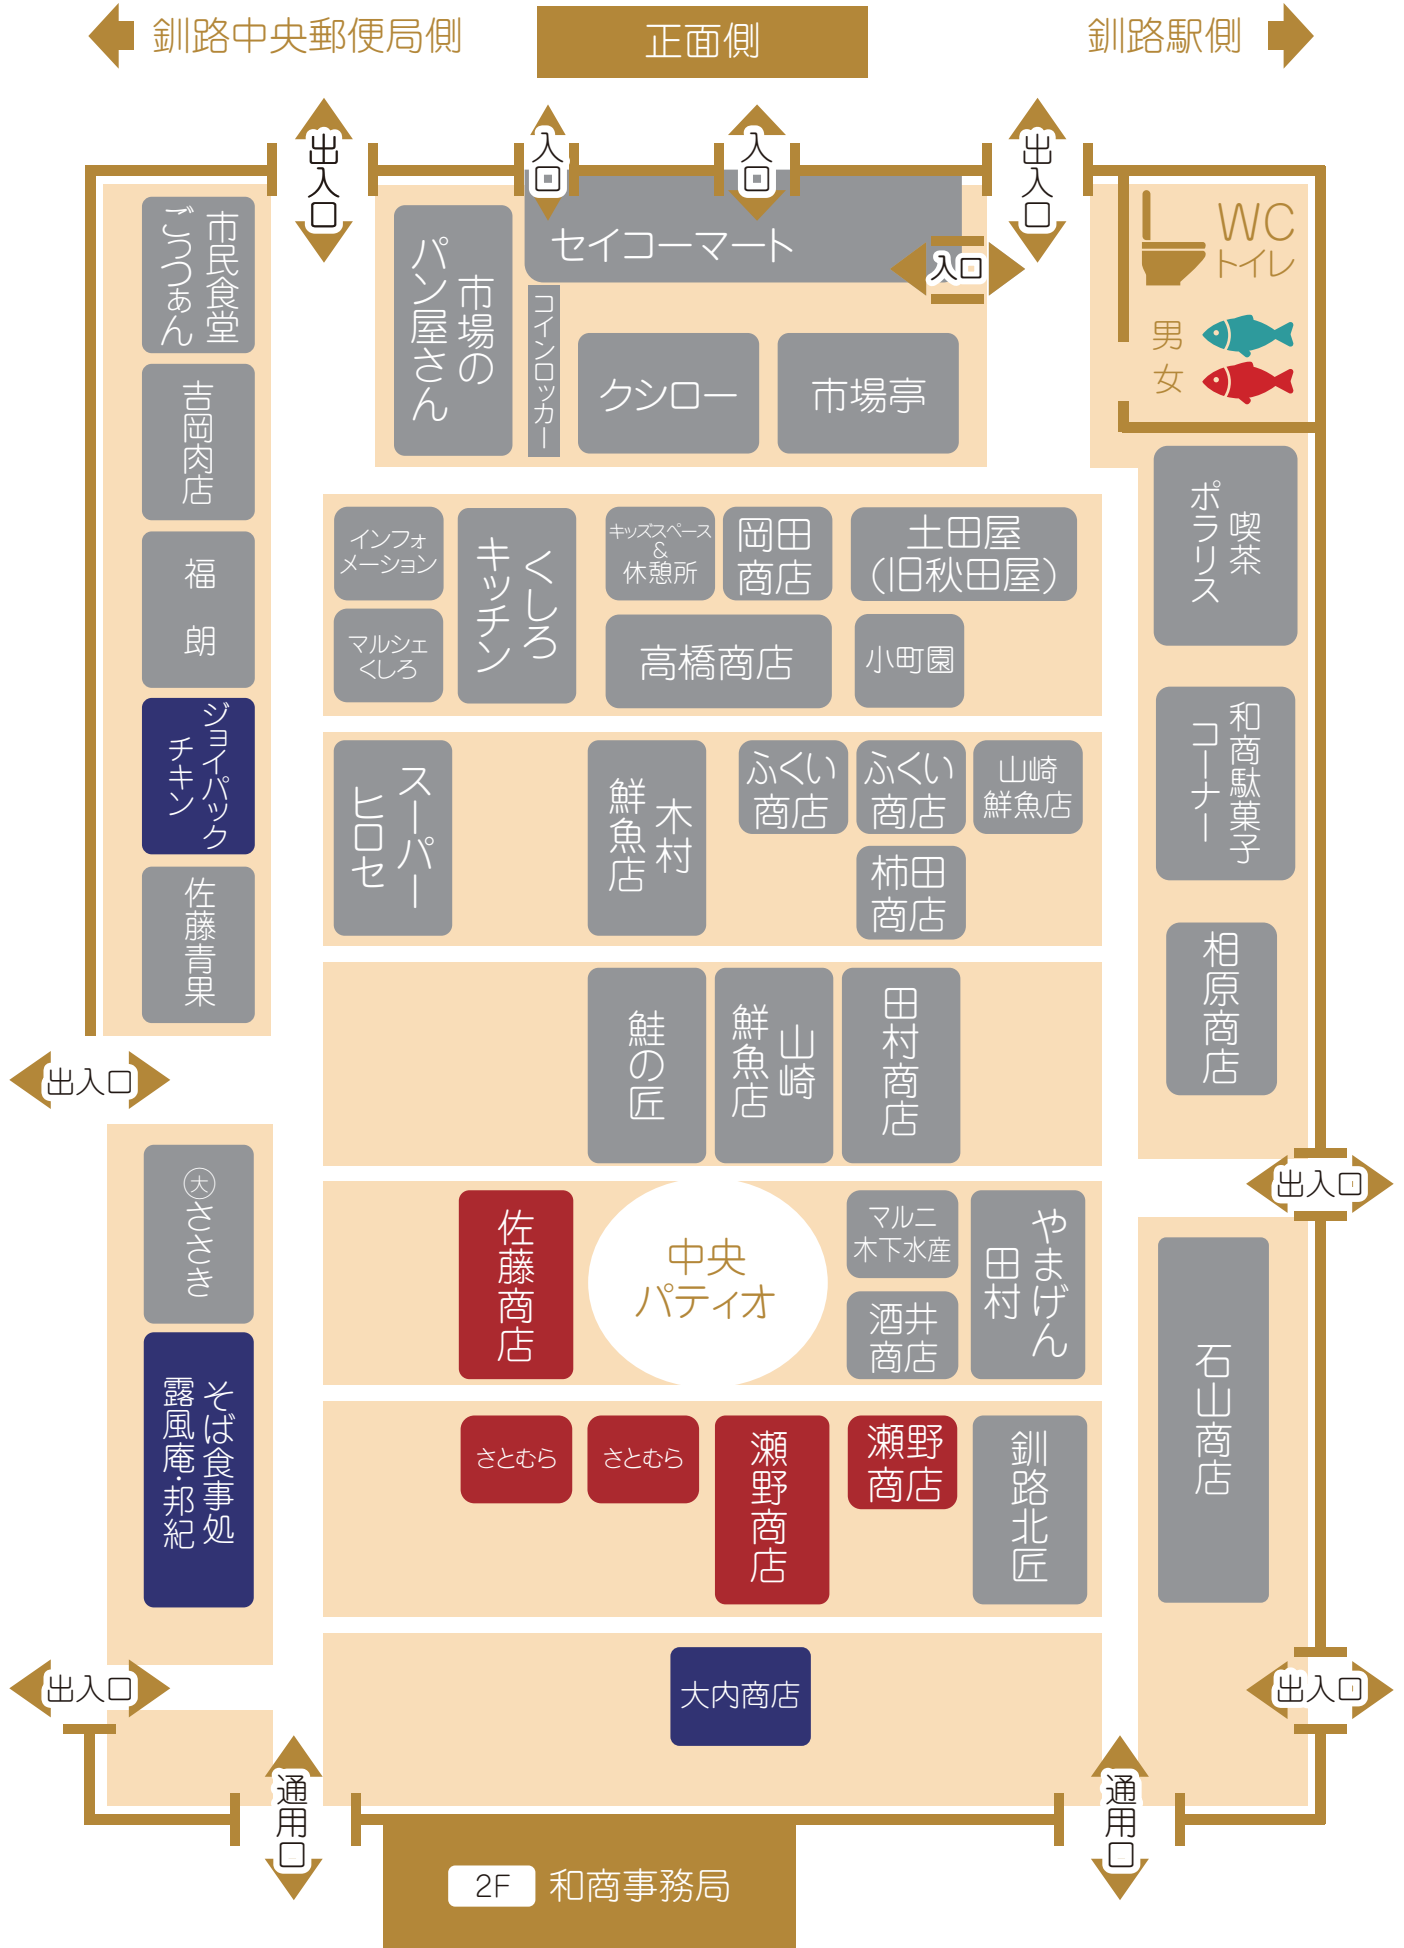 釧路中央郵便局側
正面側
釧路駅側
出入口
入口
入口
出入口
市民食堂
ごっつぁん
市場の
パン屋さん
セイコーマート
入口
WC
トイレ
男
女
コインロッカー
クシロー
市場亭
吉岡肉店
福朗
ジョイパック
チキン
佐藤青果
インフォ
メーション
マルシェ
くしろ
くしろ
キッチン
キッズスペース
&
休憩所
岡田
商店
土田屋
(旧秋田屋)
高橋商店
小町園
喫茶
ポラリス
和商駄菓子
コーナー
相原商店
スーパー
ヒロセ
木村
鮮魚店
ふくい
商店
ふくい
商店
山崎
鮮魚店
柿田
商店
鮭の匠
山崎
鮮魚店
田村商店
出入口
出入口
㊛ささき
そば食事処
露風庵・邦紀
佐藤商店
中央
パティオ
マルニ
木下水産
酒井
商店
やまげん
田村
石山商店
さとむら
さとむら
瀬野商店
瀬野
商店
釧路北匠
大内商店
出入口
出入口
通用口
通用口
2F 和商事務局